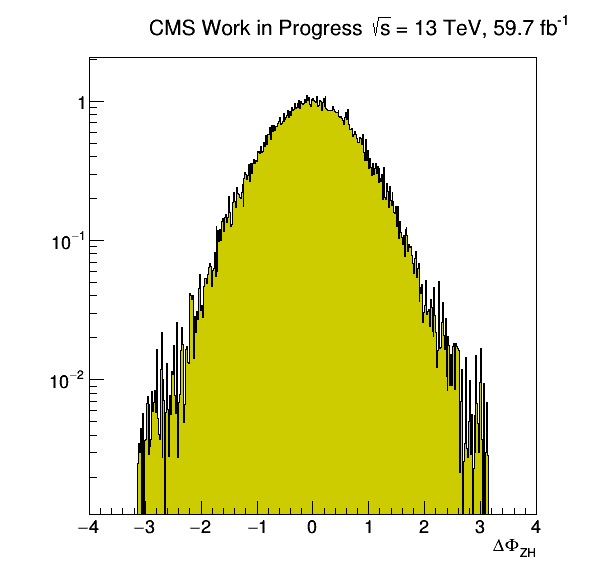 CMS Work in Progress √s = 13 TeV, 59.7 fb⁻¹
1
10⁻¹
10⁻²
−4 −3 −2 −1 0 1 2 3 4
ΔΦ_ZH